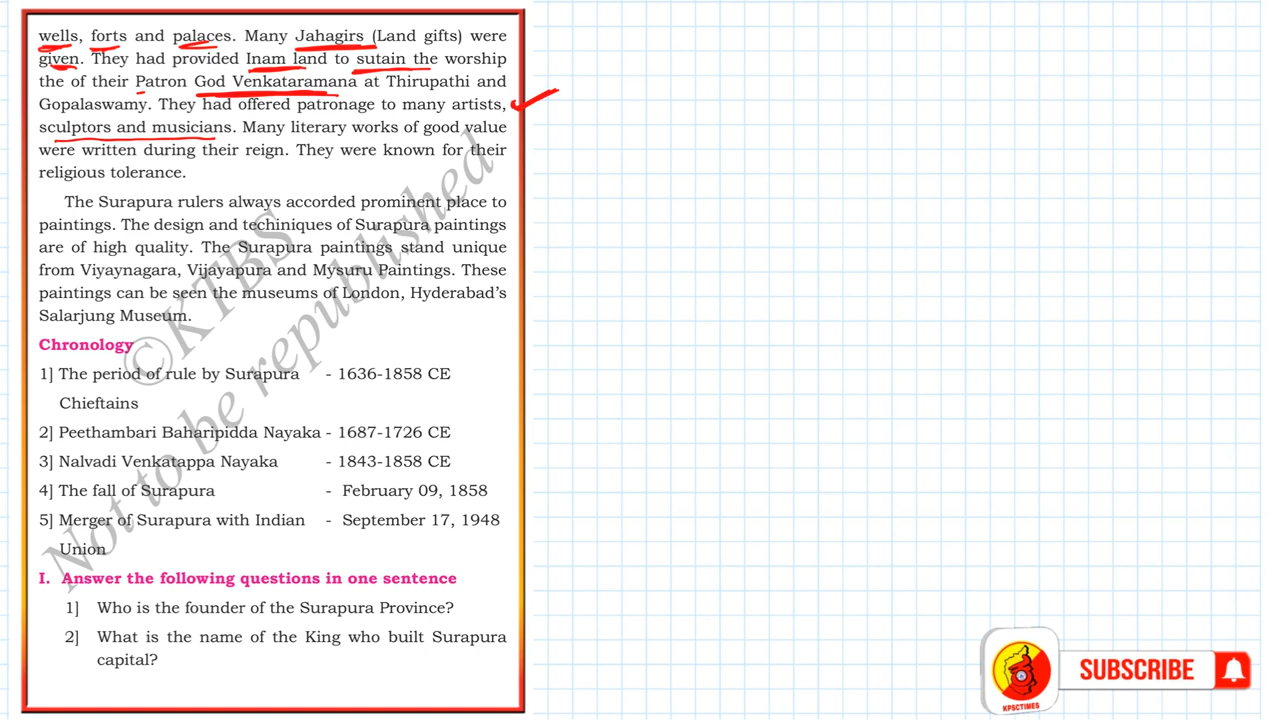 wells, forts and palaces. Many Jahagirs (Land gifts) were
given. They had provided Inam land to sutain the worship
the of their Patron God Venkataramana at Thirupathi and
Gopalaswamy. They had offered patronage to many artists,
sculptors and musicians. Many literary works of good value
were written during their reign. They were known for their
religious tolerance.
The Surapura rulers always accorded prominent place to
paintings. The design and techiniques of Surapura paintings
are of high quality. The Surapura paintings stand unique
from Viyaynagara, Vijayapura and Mysuru Paintings. These
paintings can be seen the museums of London, Hyderabad's
Salarjung Museum.
Chronology
1] The period of rule by Surapura - 1636-1858 CE
Chieftains
2] Peethambari Baharipidda Nayaka - 1687-1726 CE
3] Nalvadi Venkatappa Nayaka - 1843-1858 CE
4] The fall of Surapura - February 09, 1858
5] Merger of Surapura with Indian - September 17, 1948
Union
I. Answer the following questions in one sentence
1] Who is the founder of the Surapura Province?
2] What is the name of the King who built Surapura
capital?
©KTBS
Not to be republished
KPSCTIMES
SUBSCRIBE